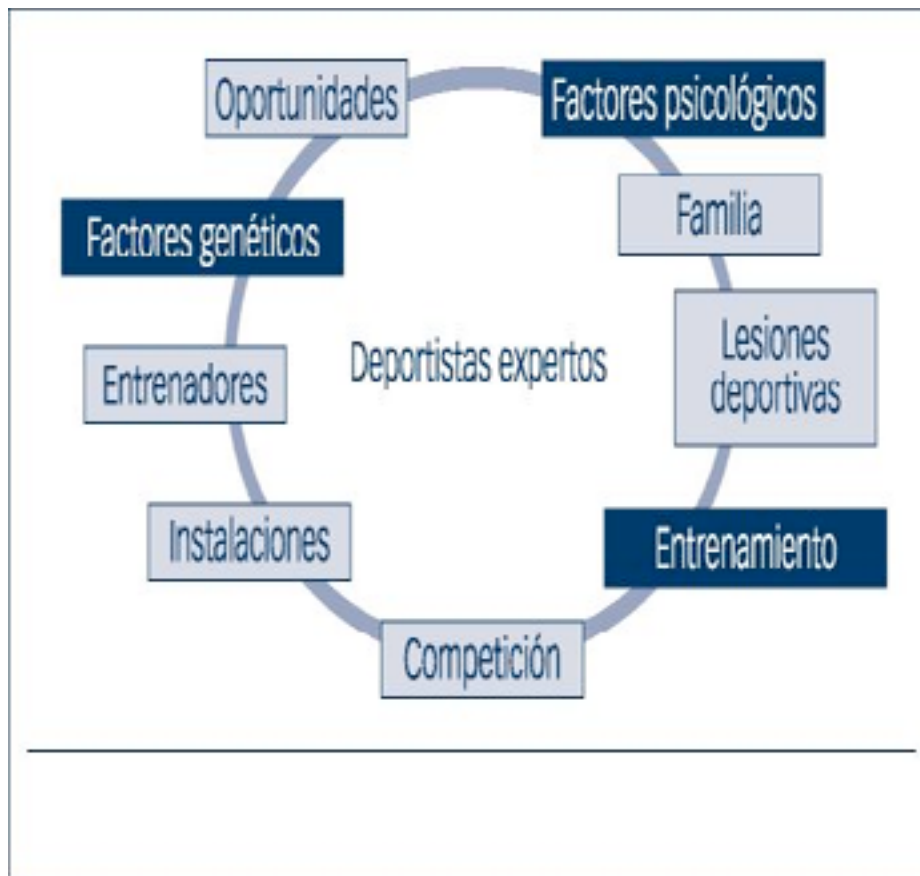 Oportunidades
Factores psicológicos
Familia
Factores genéticos
Lesiones
deportivas
Deportistas expertos
Entrenadores
Instalaciones
Entrenamiento
Competición